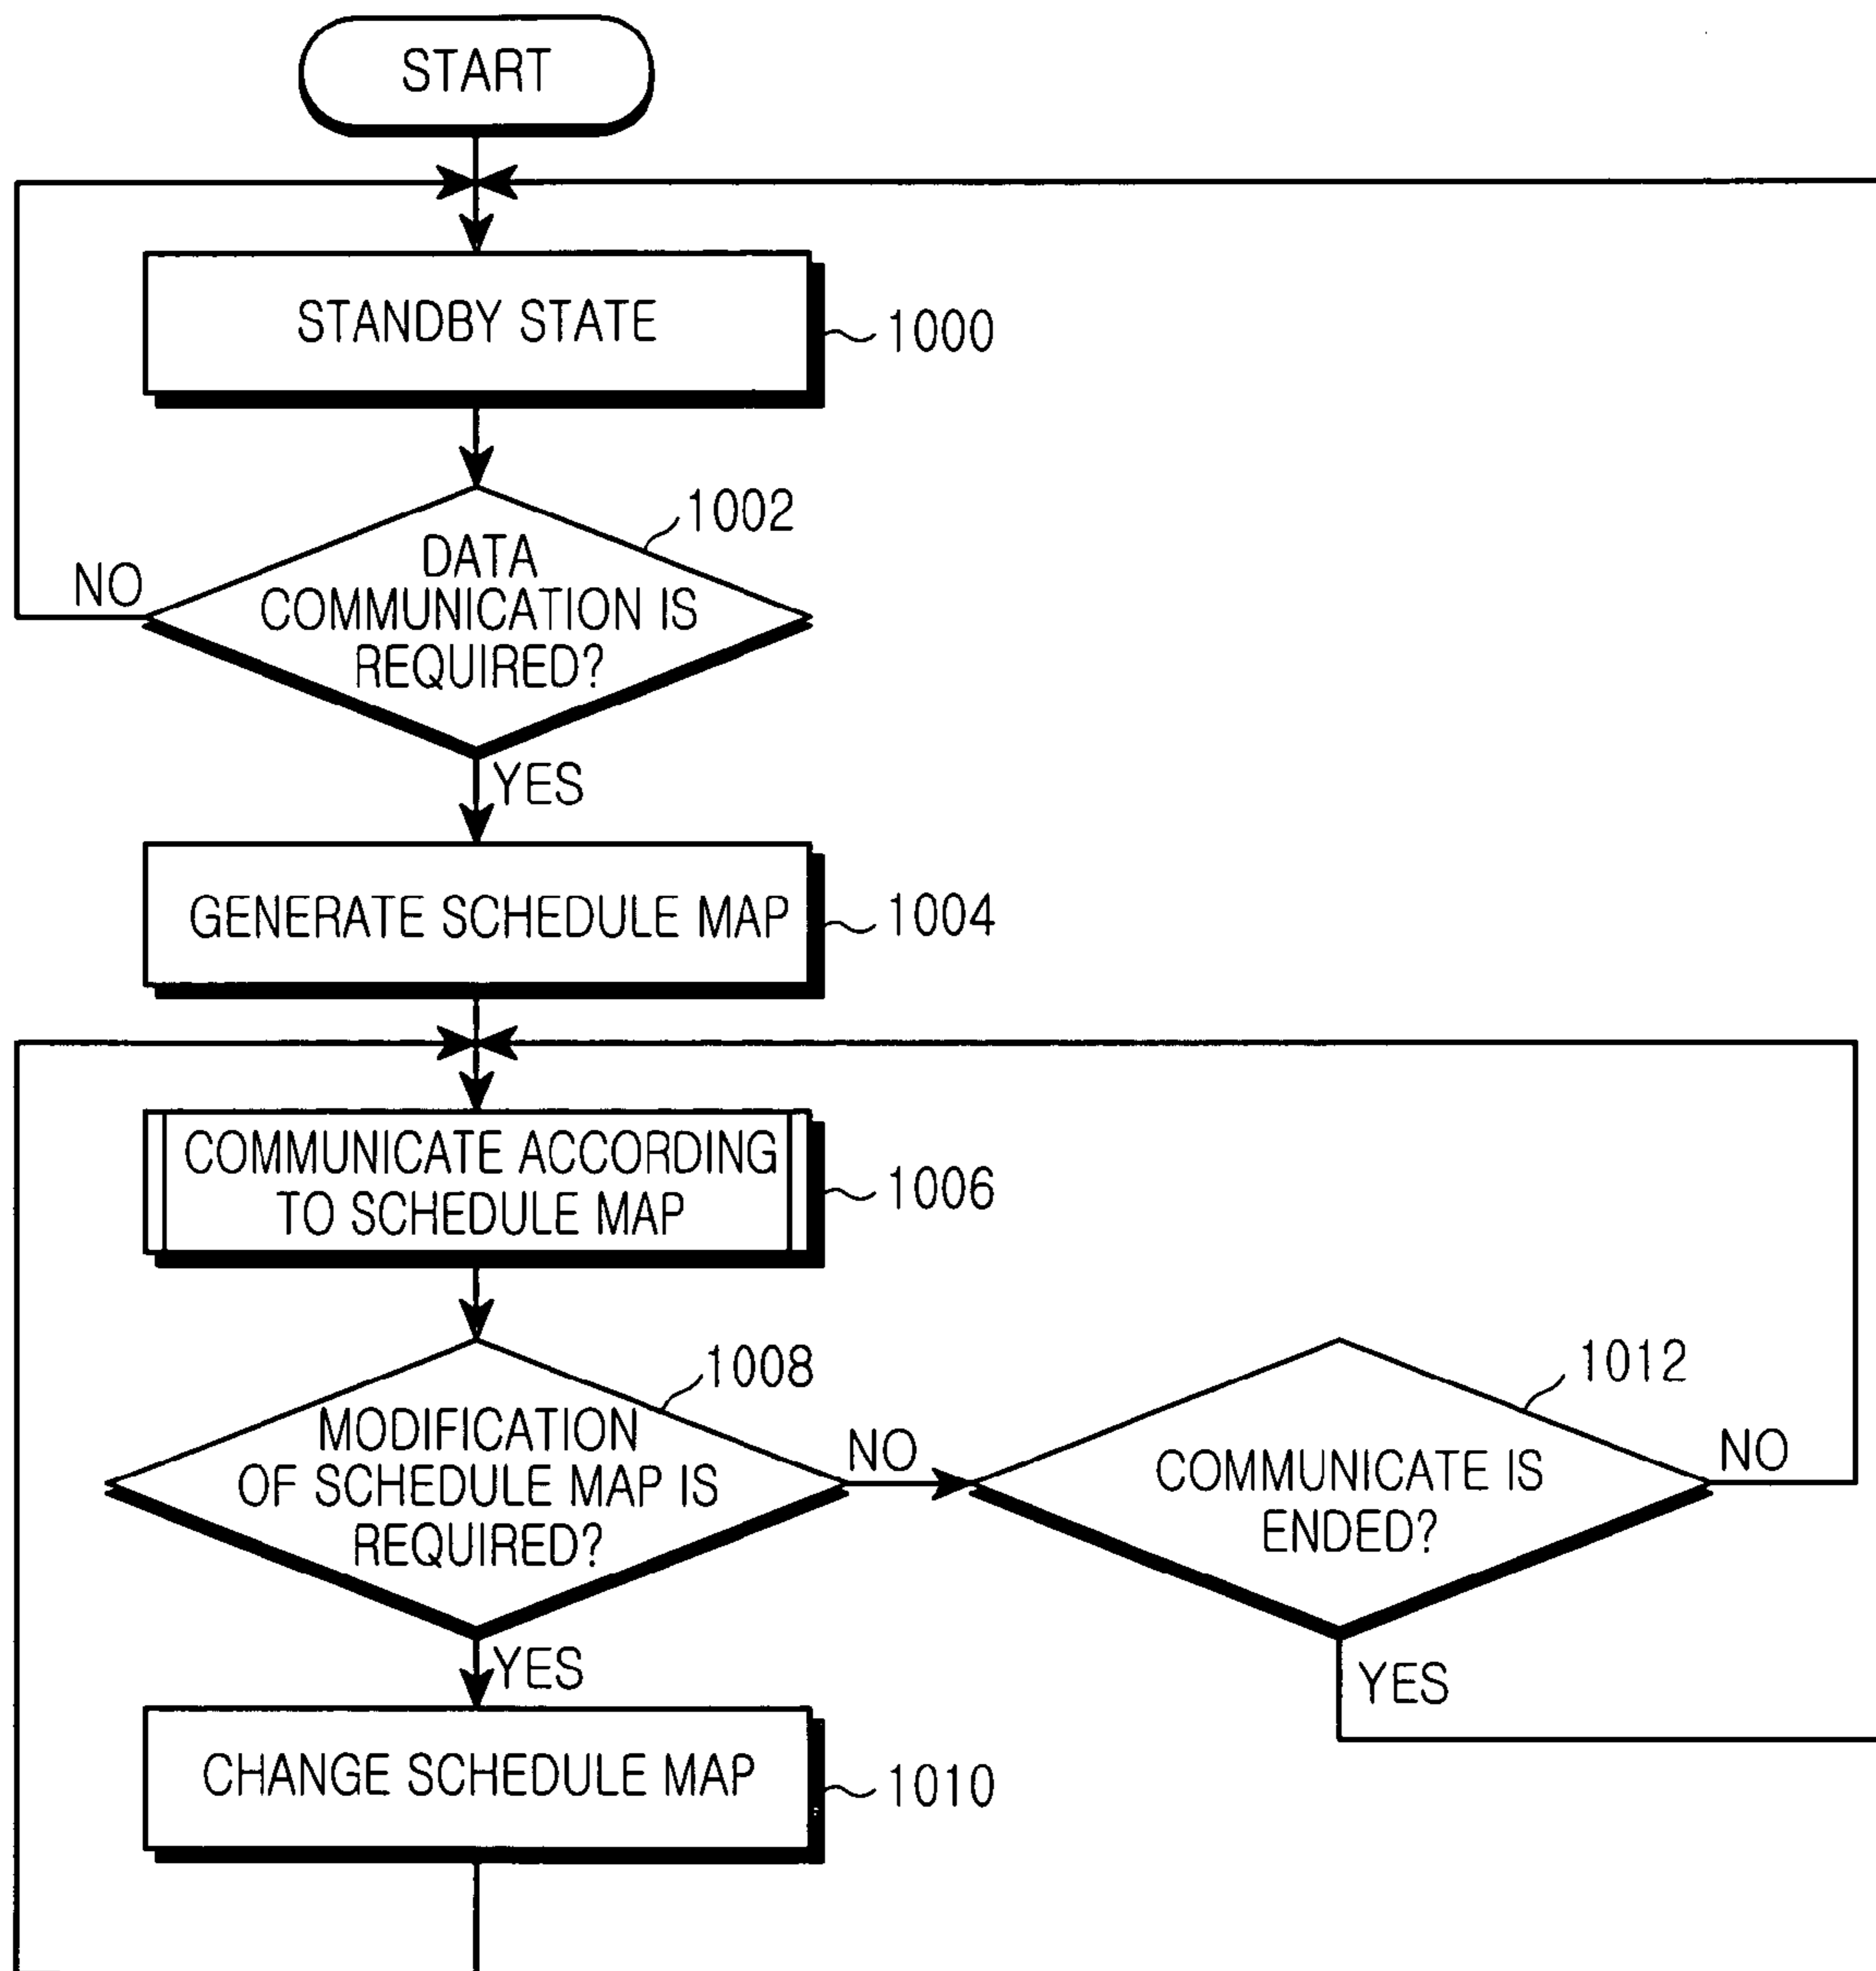 START
STANDBY STATE
1000
1002
DATA
COMMUNICATION IS
REQUIRED?
NO
YES
GENERATE SCHEDULE MAP
1004
COMMUNICATE ACCORDING
TO SCHEDULE MAP
1006
1008
MODIFICATION
OF SCHEDULE MAP IS
REQUIRED?
NO
1012
COMMUNICATE IS
ENDED?
NO
YES
YES
CHANGE SCHEDULE MAP
1010